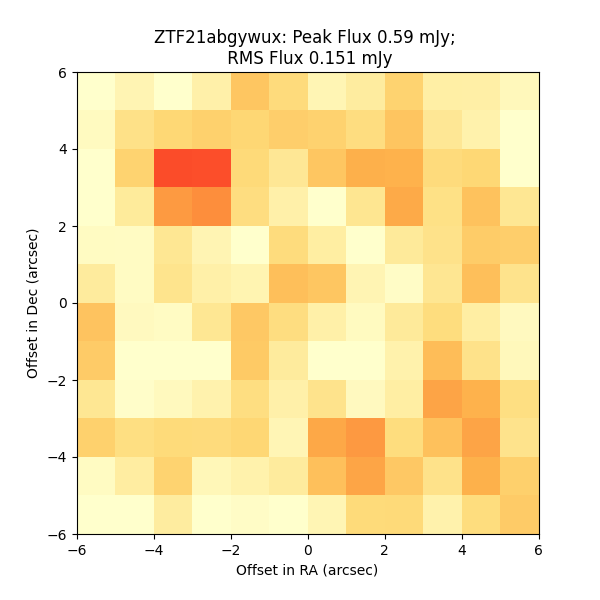 ZTF21abgywux: Peak Flux 0.59 mJy;
RMS Flux 0.151 mJy
6
4
2
0
−2
−4
−6
Offset in Dec (arcsec)
−6 −4 −2 0 2 4 6
Offset in RA (arcsec)